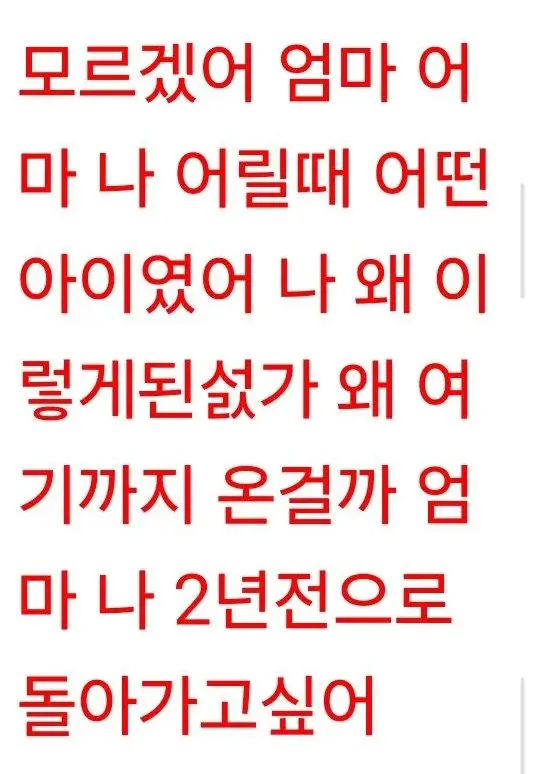 모르겠어 엄마 어
마 나 어릴때 어떤
아이였어 나 왜 이
렇게된섨가 왜 여
기까지 온걸까 엄
마 나 2년전으로
돌아가고싶어